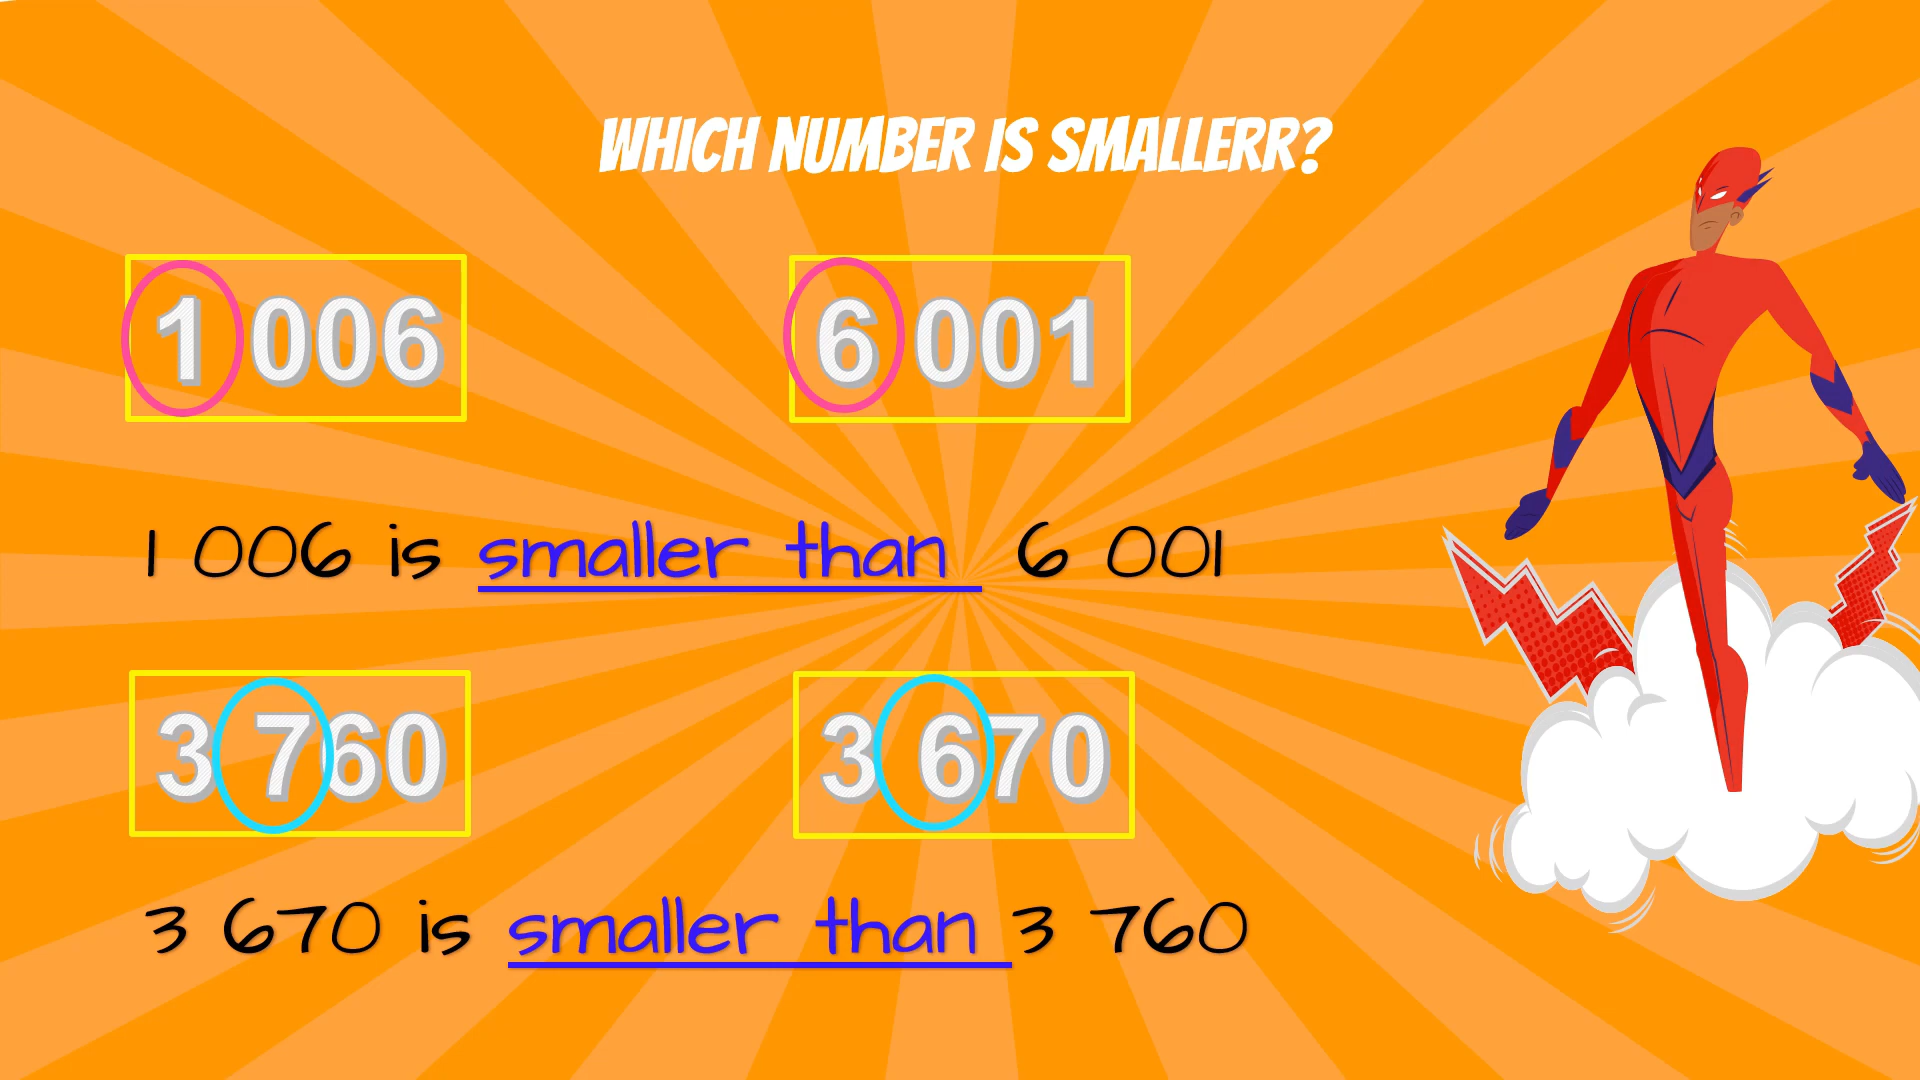 WHICH NUMBER IS SMALLERR?
1 006 6 001
1 006 is smaller than 6 001
3 760 3 670
3 670 is smaller than 3 760